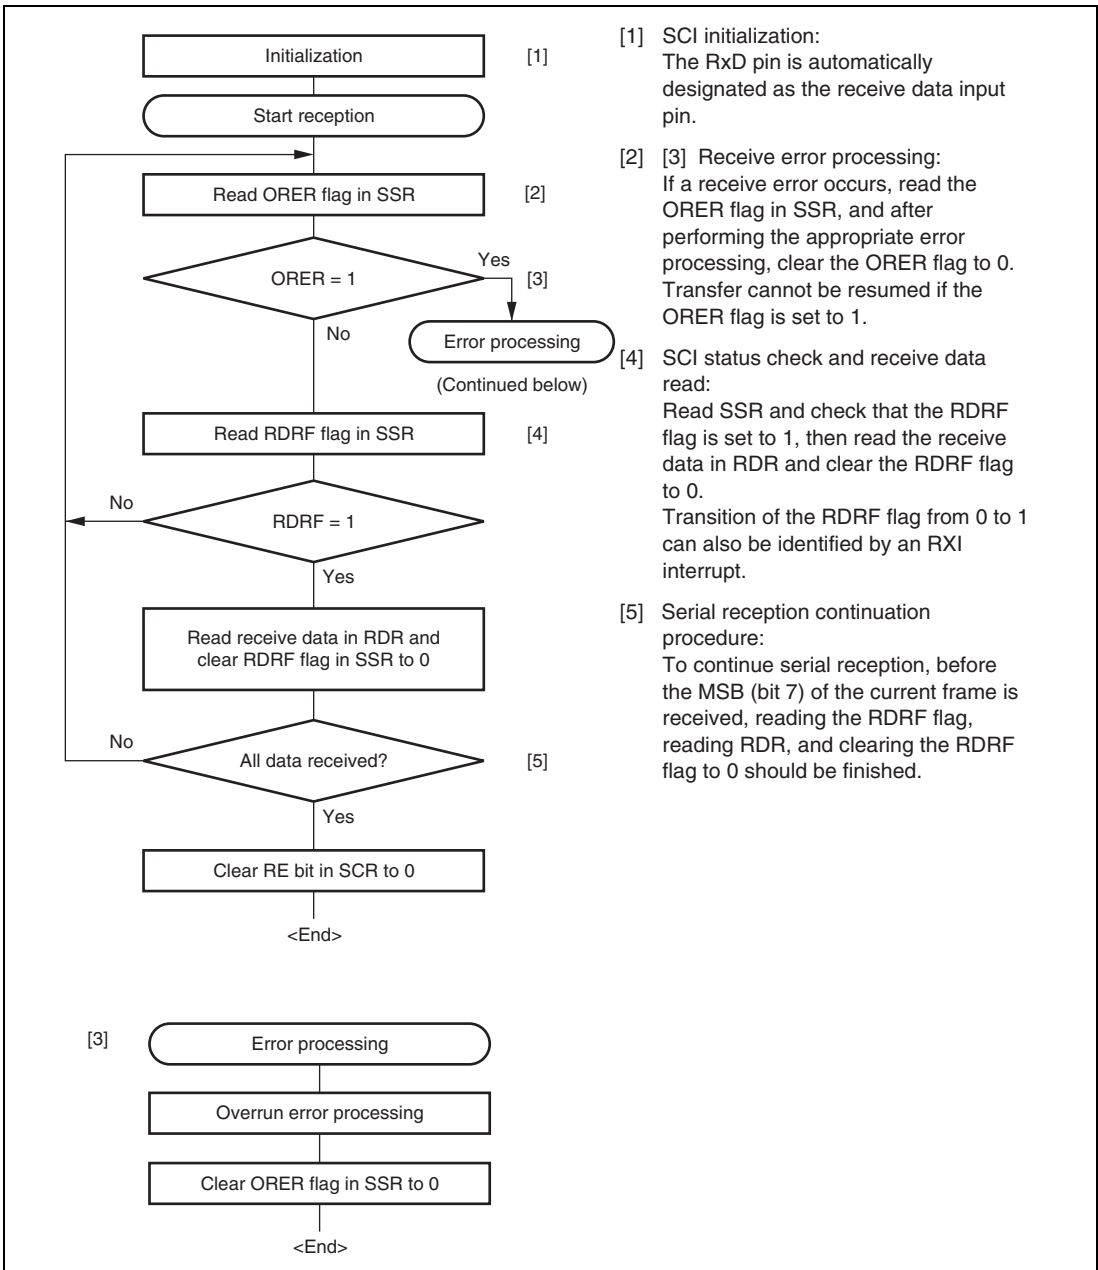 Initialization
[1]
Start reception
Read ORER flag in SSR
[2]
ORER = 1
Yes
[3]
No
Error processing
(Continued below)
Read RDRF flag in SSR
[4]
No
RDRF = 1
Yes
Read receive data in RDR and
clear RDRF flag in SSR to 0
No
All data received?
[5]
Yes
Clear RE bit in SCR to 0
<End>
[3]
Error processing
Overrun error processing
Clear ORER flag in SSR to 0
<End>
[1] SCI initialization:
The RxD pin is automatically
designated as the receive data input
pin.
[2] [3] Receive error processing:
If a receive error occurs, read the
ORER flag in SSR, and after
performing the appropriate error
processing, clear the ORER flag to 0.
Transfer cannot be resumed if the
ORER flag is set to 1.
[4] SCI status check and receive data
read:
Read SSR and check that the RDRF
flag is set to 1, then read the receive
data in RDR and clear the RDRF flag
to 0.
Transition of the RDRF flag from 0 to 1
can also be identified by an RXI
interrupt.
[5] Serial reception continuation
procedure:
To continue serial reception, before
the MSB (bit 7) of the current frame is
received, reading the RDRF flag,
reading RDR, and clearing the RDRF
flag to 0 should be finished.